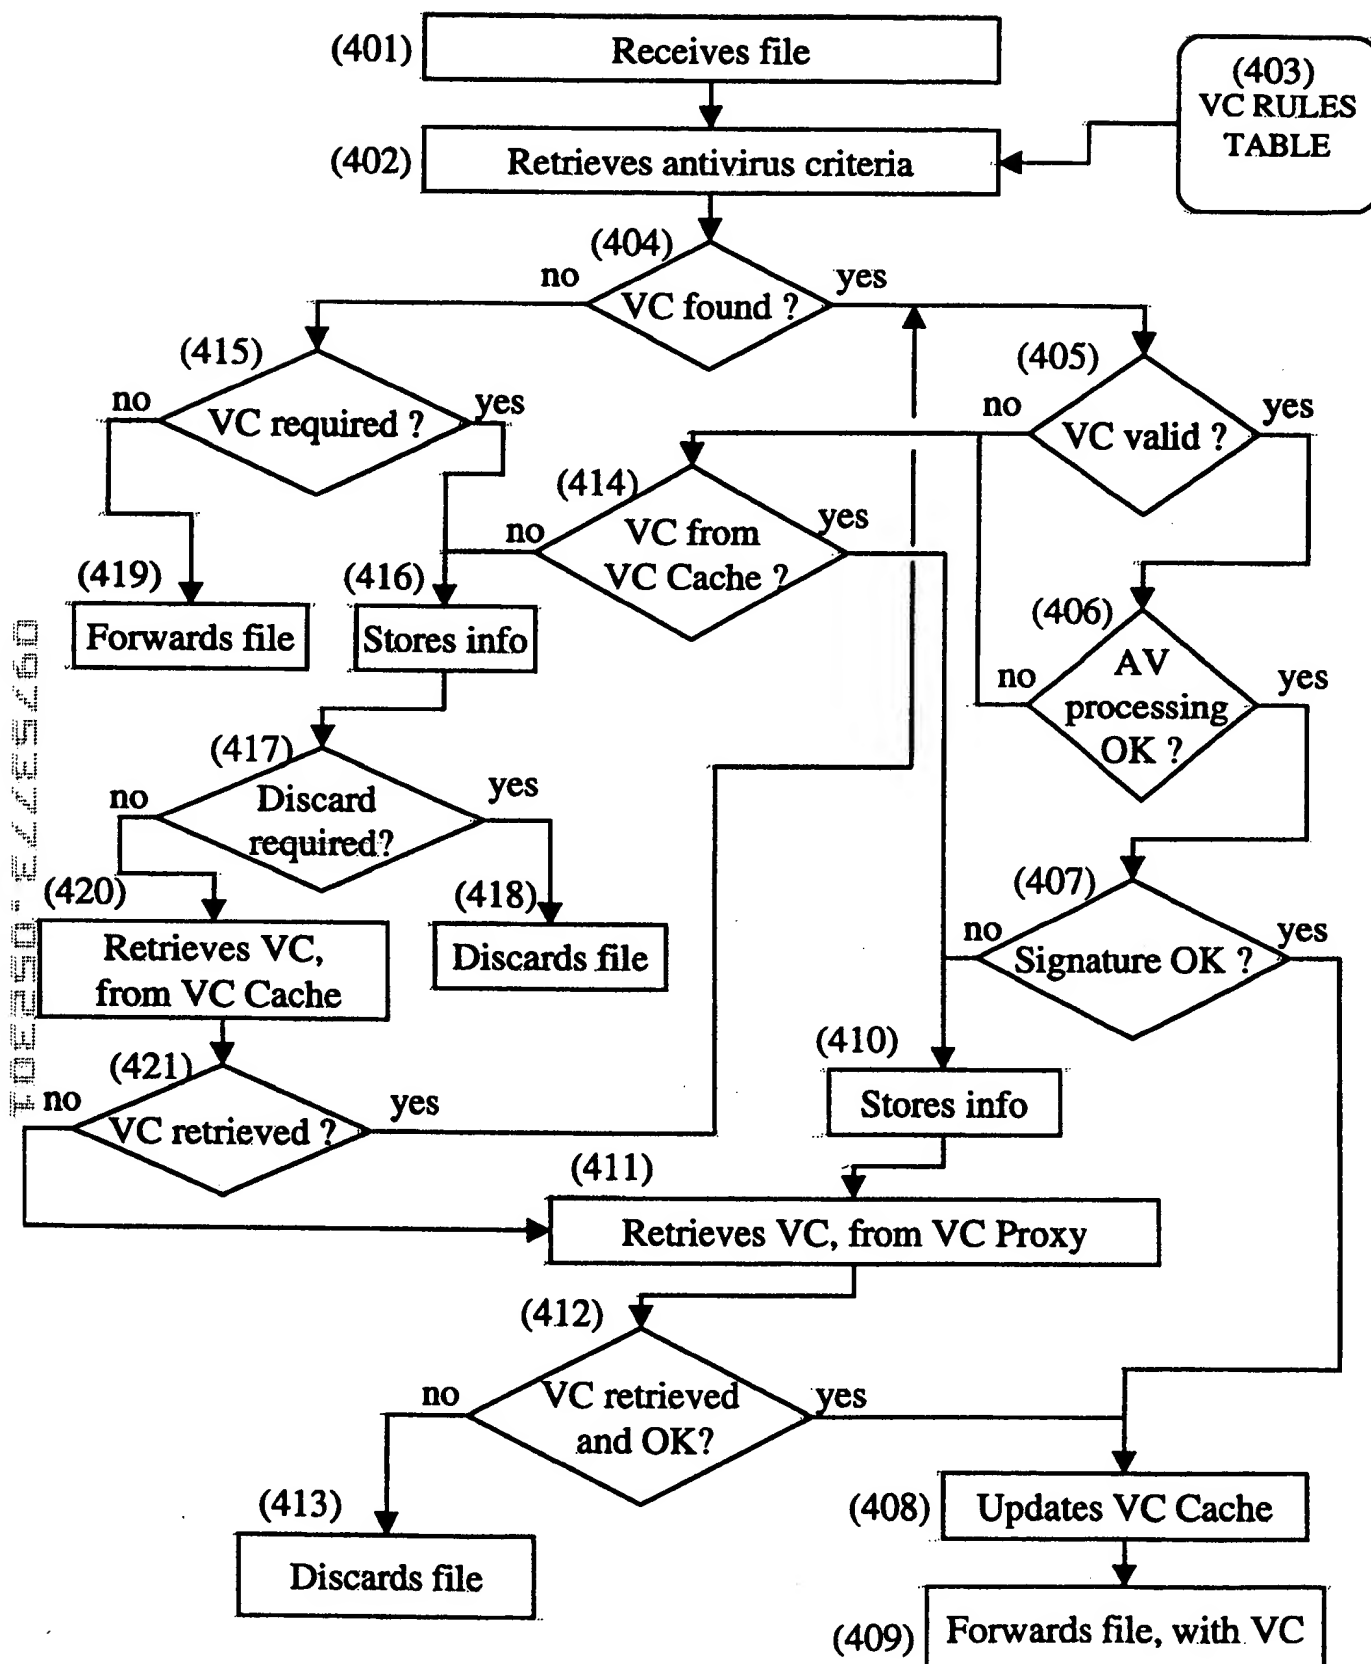 (401)
Receives file
(403)
VC RULES
TABLE
(402)
Retrieves antivirus criteria
(404)
no
VC found ?
yes
(415)
no
VC required ?
yes
(405)
no
VC valid ?
yes
(414)
no
VC from
VC Cache ?
yes
(419)
Forwards file
(416)
Stores info
(406)
no
AV
processing
OK ?
yes
(417)
no
Discard
required?
yes
(420)
Retrieves VC,
from VC Cache
(418)
Discards file
(407)
no
Signature OK ?
yes
(421)
no
VC retrieved ?
yes
(410)
Stores info
(411)
Retrieves VC, from VC Proxy
(412)
no
VC retrieved
and OK?
yes
(413)
Discards file
(408)
Updates VC Cache
(409)
Forwards file, with VC
09753773.052301